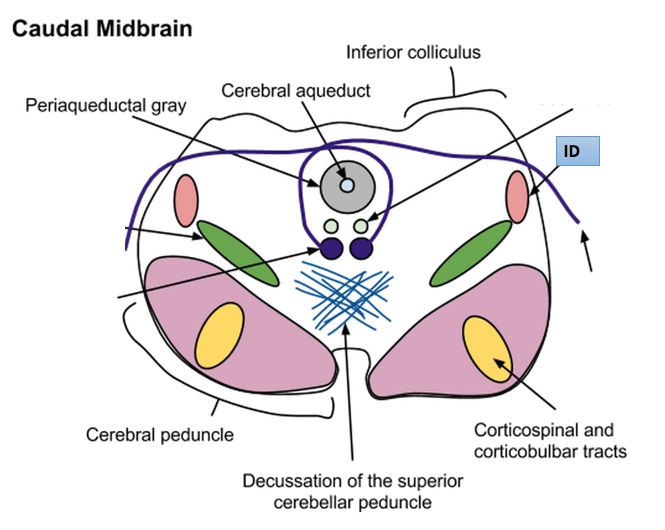 Caudal Midbrain
Inferior colliculus
Cerebral aqueduct
Periaqueductal gray
ID
Cerebral peduncle
Corticospinal and
corticobulbar tracts
Decussation of the superior
cerebellar peduncle